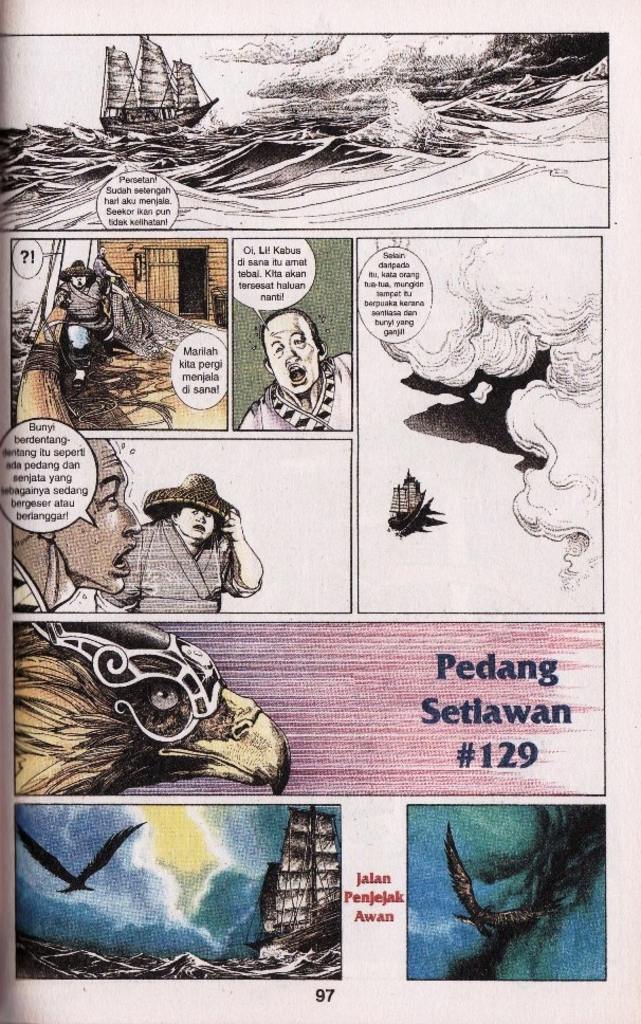 Persetan!
Sudah setengah
hari aku menjala.
Seekor ikan pun
tidak kelihatan!
?!
Marilah
kita pergi
menjala
di sana!
Oi, Li! Kabus
di sana itu amat
tebal. Kita akan
tersesat haluan
nanti!
Selain
daripada
itu, kata orang
tua-tua, mungkin
tempat itu
berpuaka kerana
sentiasa dan
bunyi yang
ganjil!
Bunyi
berdentang-
dentang itu seperti
ada pedang dan
senjata yang
sebagainya sedang
bergeser atau
berlanggar!
Pedang
Setiawan
#129
Jalan
Penjejak
Awan
97